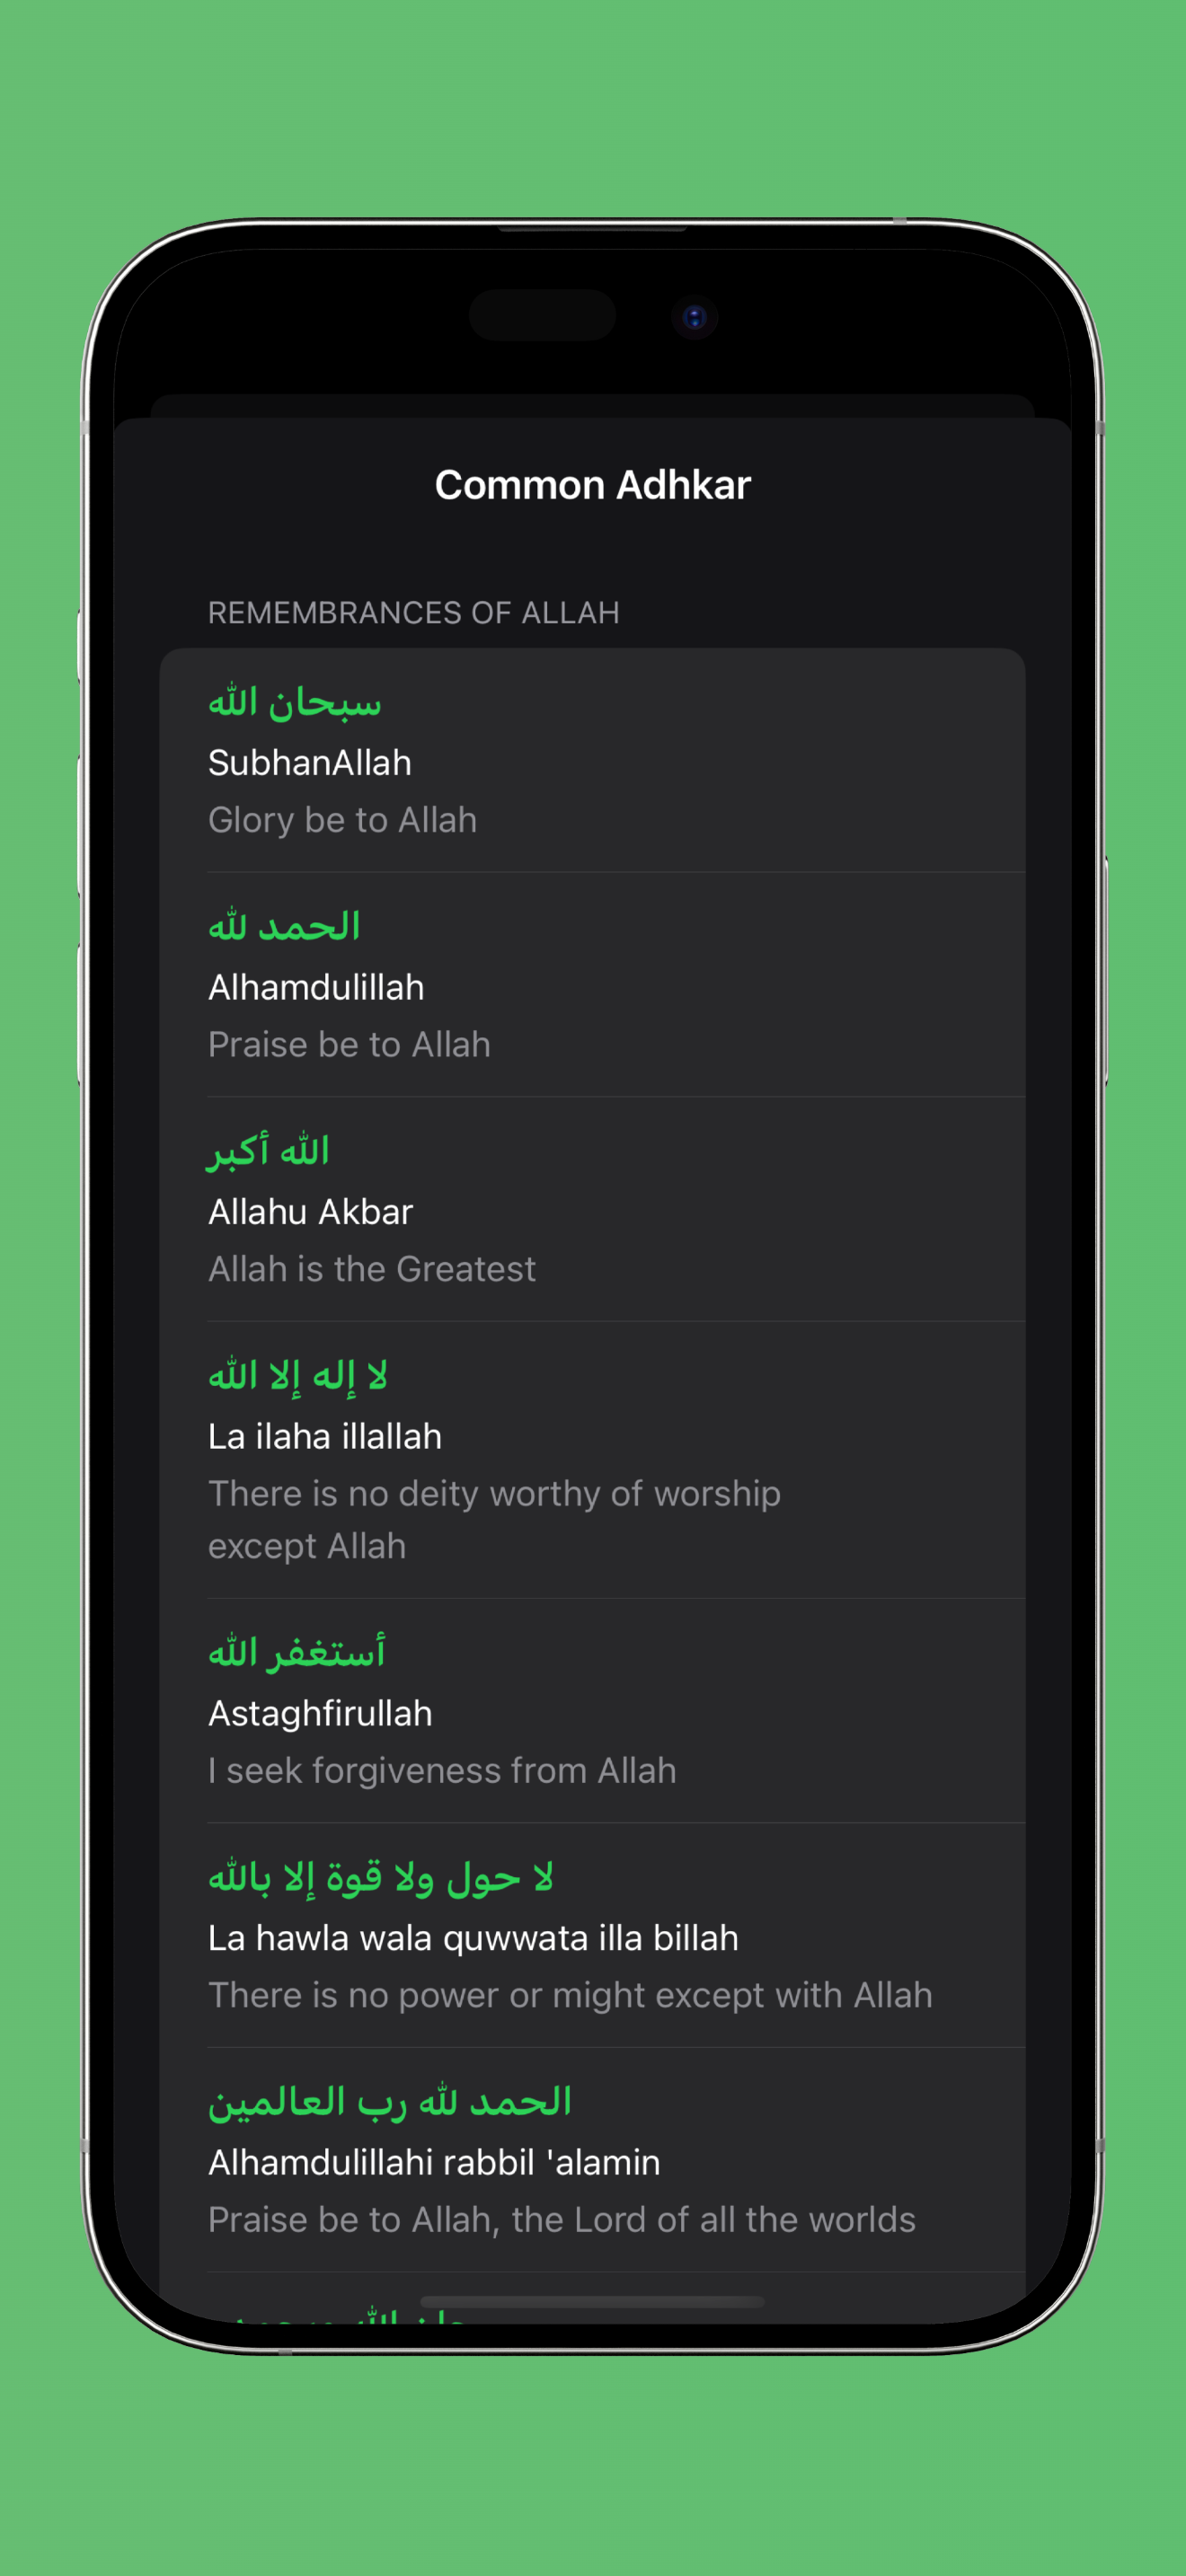 Common Adhkar
REMEMBRANCES OF ALLAH
سبحان الله
SubhanAllah
Glory be to Allah
الحمد لله
Alhamdulillah
Praise be to Allah
الله أكبر
Allahu Akbar
Allah is the Greatest
لا إله إلا الله
La ilaha illallah
There is no deity worthy of worship
except Allah
أستغفر الله
Astaghfirullah
I seek forgiveness from Allah
لا حول ولا قوة إلا بالله
La hawla wala quwwata illa billah
There is no power or might except with Allah
الحمد لله رب العالمين
Alhamdulillahi rabbil 'alamin
Praise be to Allah, the Lord of all the worlds